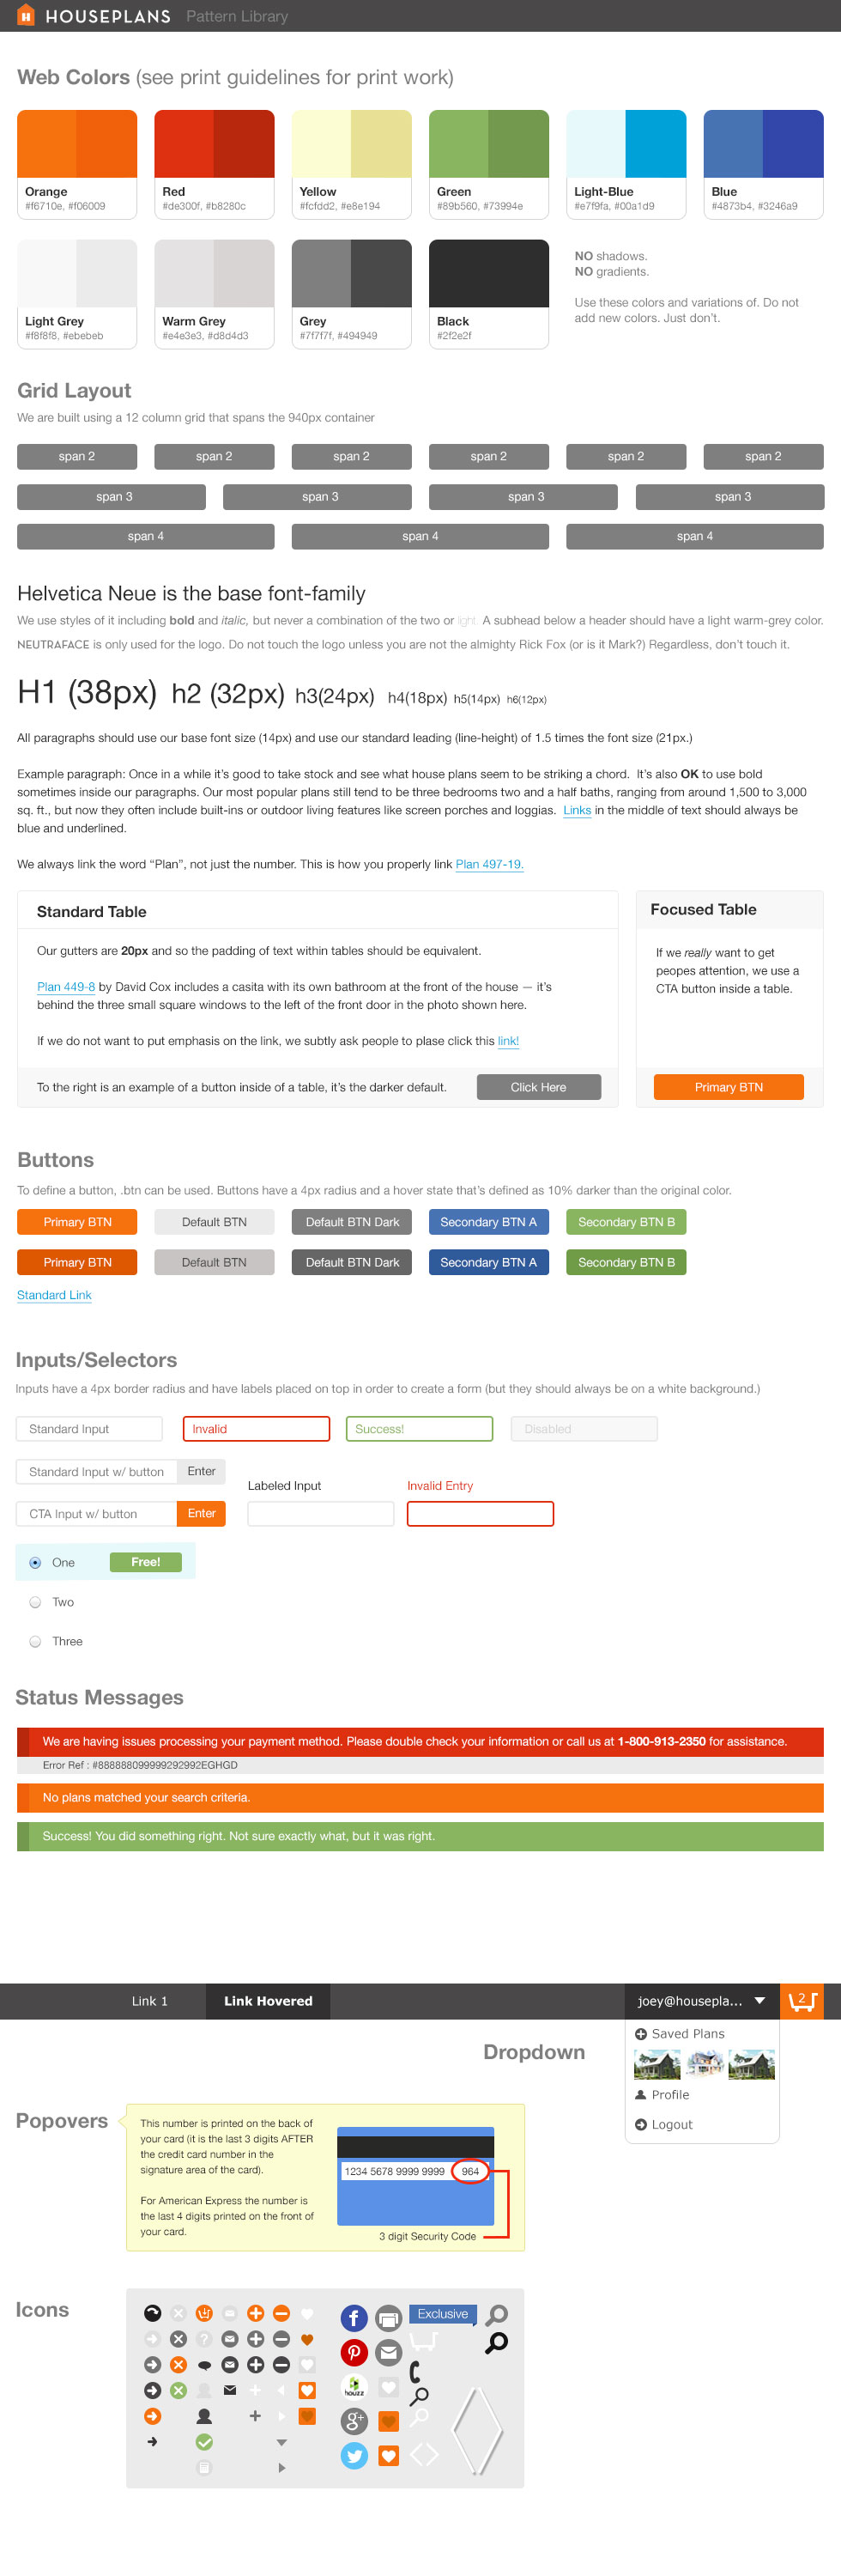 HOUSEPLANS Pattern Library
Web Colors (see print guidelines for print work)
Orange
#f6710e, #f06009
Red
#de300f, #b8280c
Yellow
#fcfdd2, #e8e194
Green
#89b560, #73994e
Light-Blue
#e7f9fa, #00a1d9
Blue
#4873b4, #3246a9
Light Grey
#f8f8f8, #ebebeb
Warm Grey
#e4e3e3, #d8d4d3
Grey
#7f7f7f, #494949
Black
#2f2e2f
NO shadows.
NO gradients.
Use these colors and variations of. Do not
add new colors. Just don't.
Grid Layout
We are built using a 12 column grid that spans the 940px container
span 2 span 2 span 2 span 2 span 2 span 2
span 3 span 3 span 3 span 3
span 4 span 4 span 4
Helvetica Neue is the base font-family
We use styles of it including bold and italic, but never a combination of the two or light. A subhead below a header should have a light warm-grey color.
NEUTRAFACE is only used for the logo. Do not touch the logo unless you are not the almighty Rick Fox (or is it Mark?) Regardless, don't touch it.
H1 (38px) h2 (32px) h3(24px) h4(18px) h5(14px) h6(12px)
All paragraphs should use our base font size (14px) and use our standard leading (line-height) of 1.5 times the font size (21px.)
Example paragraph: Once in a while it's good to take stock and see what house plans seem to be striking a chord. It's also OK to use bold
sometimes inside our paragraphs. Our most popular plans still tend to be three bedrooms two and a half baths, ranging from around 1,500 to 3,000
sq. ft., but now they often include built-ins or outdoor living features like screen porches and loggias. Links in the middle of text should always be
blue and underlined.
We always link the word “Plan”, not just the number. This is how you properly link Plan 497-19.
Standard Table
Our gutters are 20px and so the padding of text within tables should be equivalent.
Plan 449-8 by David Cox includes a casita with its own bathroom at the front of the house — it's
behind the three small square windows to the left of the front door in the photo shown here.
If we do not want to put emphasis on the link, we subtly ask people to plase click this link!
To the right is an example of a button inside of a table, it's the darker default. Click Here
Focused Table
If we really want to get
peopes attention, we use a
CTA button inside a table.
Primary BTN
Buttons
To define a button, .btn can be used. Buttons have a 4px radius and a hover state that's defined as 10% darker than the original color.
Primary BTN Default BTN Default BTN Dark Secondary BTN A Secondary BTN B
Primary BTN Default BTN Default BTN Dark Secondary BTN A Secondary BTN B
Standard Link
Inputs/Selectors
Inputs have a 4px border radius and have labels placed on top in order to create a form (but they should always be on a white background.)
Standard Input Invalid Success! Disabled
Standard Input w/ button Enter
Labeled Input Invalid Entry
CTA Input w/ button Enter
One Free!
Two
Three
Status Messages
We are having issues processing your payment method. Please double check your information or call us at 1-800-913-2350 for assistance.
Error Ref : #888888099999292992EGHGD
No plans matched your search criteria.
Success! You did something right. Not sure exactly what, but it was right.
Link 1 Link Hovered joey@housepla... 2
Saved Plans
Dropdown
Profile
Logout
Popovers
This number is printed on the back of
your card (it is the last 3 digits AFTER
the credit card number in the
signature area of the card).
For American Express the number is
the last 4 digits printed on the front of
your card.
1234 5678 9999 9999 964
3 digit Security Code
Icons
Exclusive
houzz